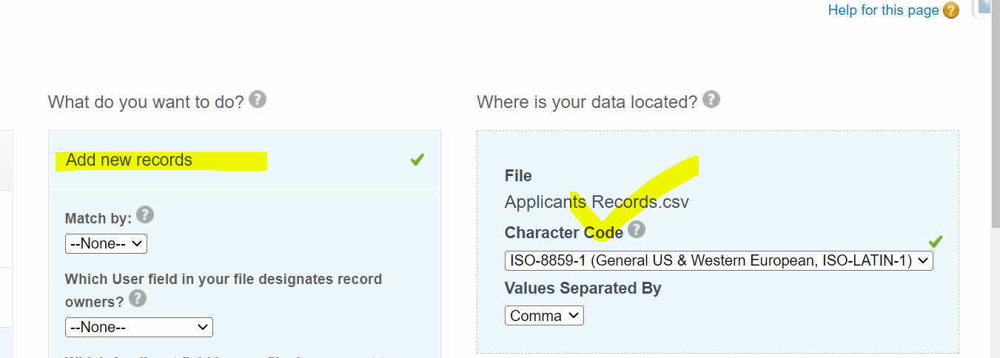 Help for this page
What do you want to do?
Where is your data located?
Add new records
Match by:
--None--
Which User field in your file designates record
owners?
--None--
File
Applicants Records.csv
Character Code
ISO-8859-1 (General US & Western European, ISO-LATIN-1)
Values Separated By
Comma